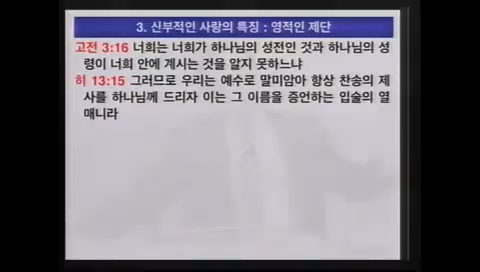 3. 신부적인 사랑의 특징 : 영적인 제단
고전 3:16 너희는 너희가 하나님의 성전인 것과 하나님의 성
령이 너희 안에 계시는 것을 알지 못하느냐
히 13:15 그러므로 우리는 예수로 말미암아 항상 찬송의 제
사를 하나님께 드리자 이는 그 이름을 증언하는 입술의 열
매니라